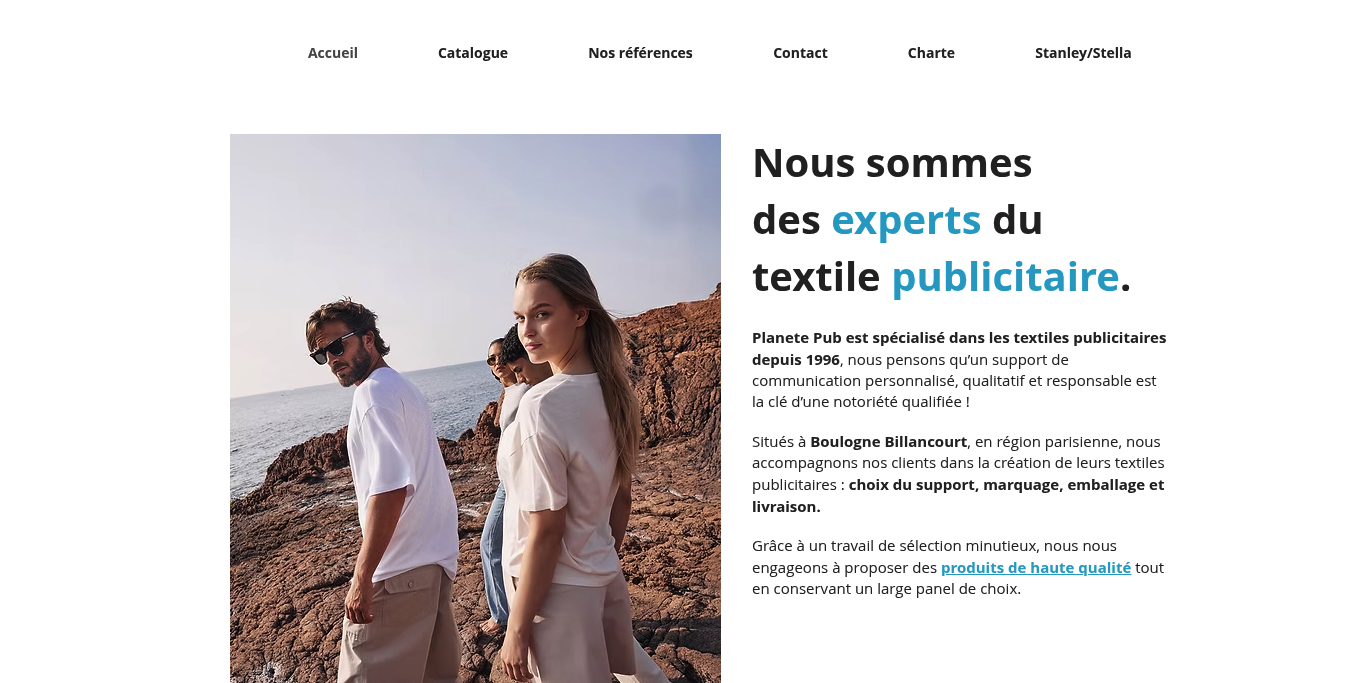 Accueil
Catalogue
Nos références
Contact
Charte
Stanley/Stella
Nous sommes
des experts du
textile publicitaire.
Planete Pub est spécialisé dans les textiles publicitaires
depuis 1996, nous pensons qu’un support de
communication personnalisé, qualitatif et responsable est
la clé d’une notoriété qualifiée !
Situés à Boulogne Billancourt, en région parisienne, nous
accompagnons nos clients dans la création de leurs textiles
publicitaires : choix du support, marquage, emballage et
livraison.
Grâce à un travail de sélection minutieux, nous nous
engageons à proposer des produits de haute qualité tout
en conservant un large panel de choix.